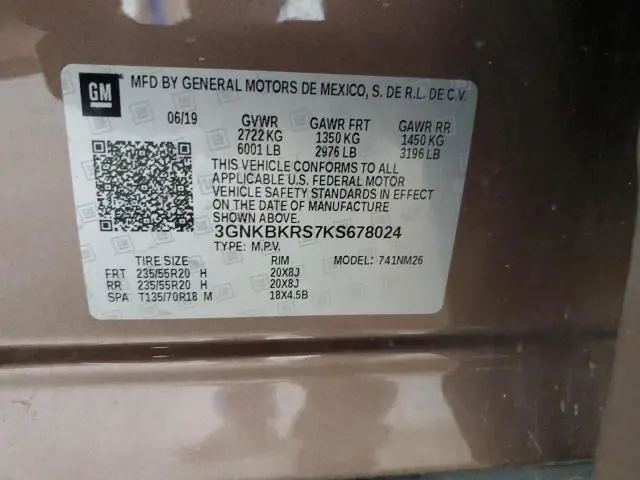 GM
MFD BY GENERAL MOTORS DE MEXICO, S. DE R.L. DE C.V.
06/19 GVWR GAWR FRT GAWR RR
2722 KG 1350 KG 1450 KG
6001 LB 2976 LB 3196 LB
THIS VEHICLE CONFORMS TO ALL
APPLICABLE U.S. FEDERAL MOTOR
VEHICLE SAFETY STANDARDS IN EFFECT
ON THE DATE OF MANUFACTURE SHOWN
ABOVE.
3GNKBKRS7KS678024
TYPE: M.P.V.
TIRE SIZE RIM MODEL: 741NM26
FRT 235/55R20 H 20X8J
RR 235/55R20 H 20X8J
SPA T135/70R18 M 18X4.5B